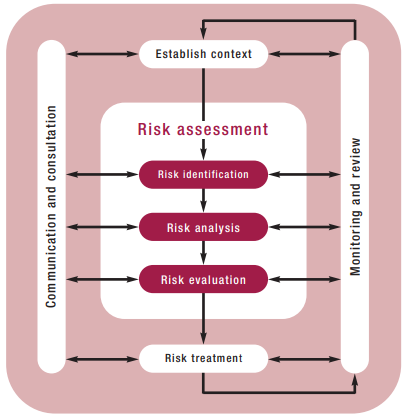 Establish context
Communication and consultation
Risk assessment
Risk identification
Risk analysis
Risk evaluation
Monitoring and review
Risk treatment